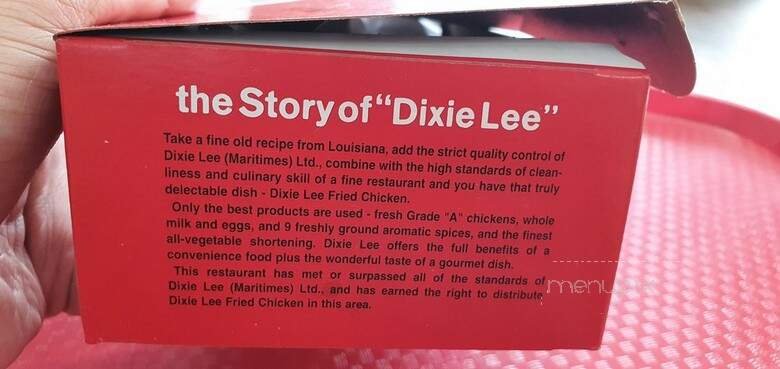 the Story of "Dixie Lee"
Take a fine old recipe from Louisiana, add the strict quality control of
Dixie Lee (Maritimes) Ltd., combine with the high standards of clean-
liness and culinary skill of a fine restaurant and you have that truly
delectable dish - Dixie Lee Fried Chicken.
Only the best products are used - fresh Grade "A" chickens, whole
milk and eggs, and 9 freshly ground aromatic spices, and the finest
all-vegetable shortening. Dixie Lee offers the full benefits of a
convenience food plus the wonderful taste of a gourmet dish.
This restaurant has met or surpassed all of the standards of
Dixie Lee (Maritimes) Ltd., and has earned the right to distribute
Dixie Lee Fried Chicken in this area.